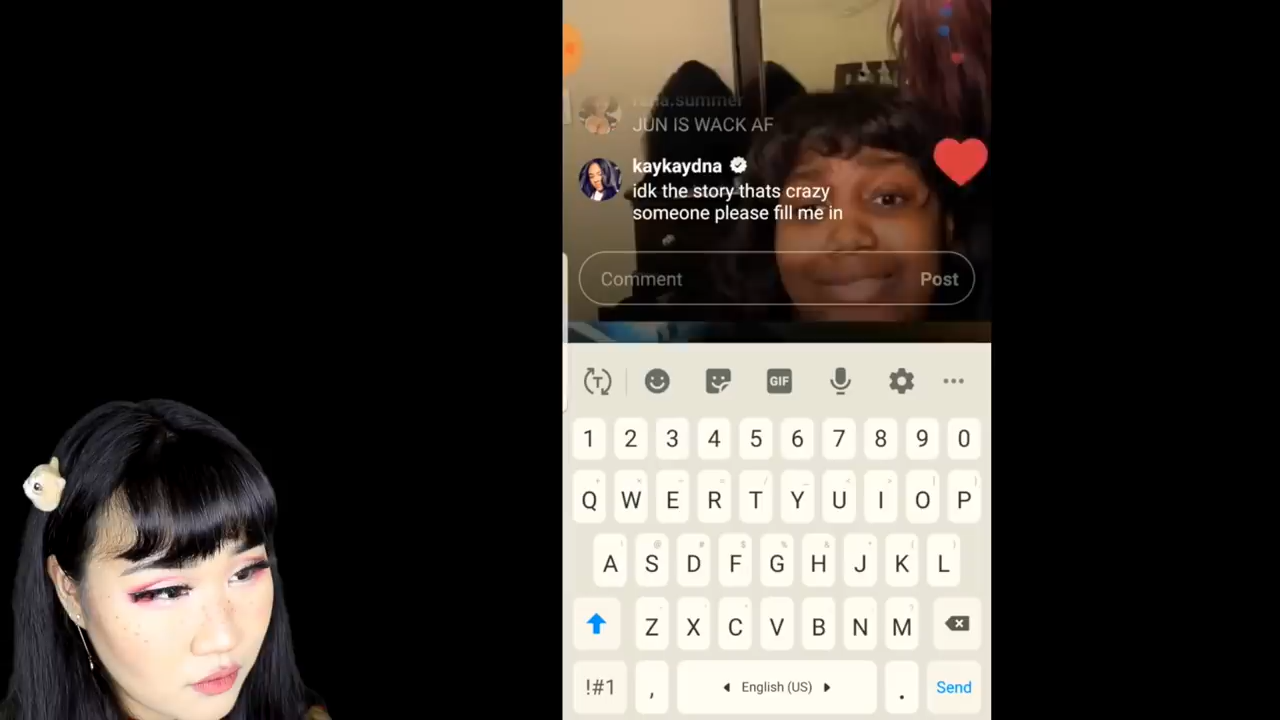 JUN IS WACK AF
kaykaydna
idk the story thats crazy
someone please fill me in
Comment
Post
GIF
1 2 3 4 5 6 7 8 9 0
Q W E R T Y U I O P
A S D F G H J K L
Z X C V B N M
!#1 , English (US) . Send